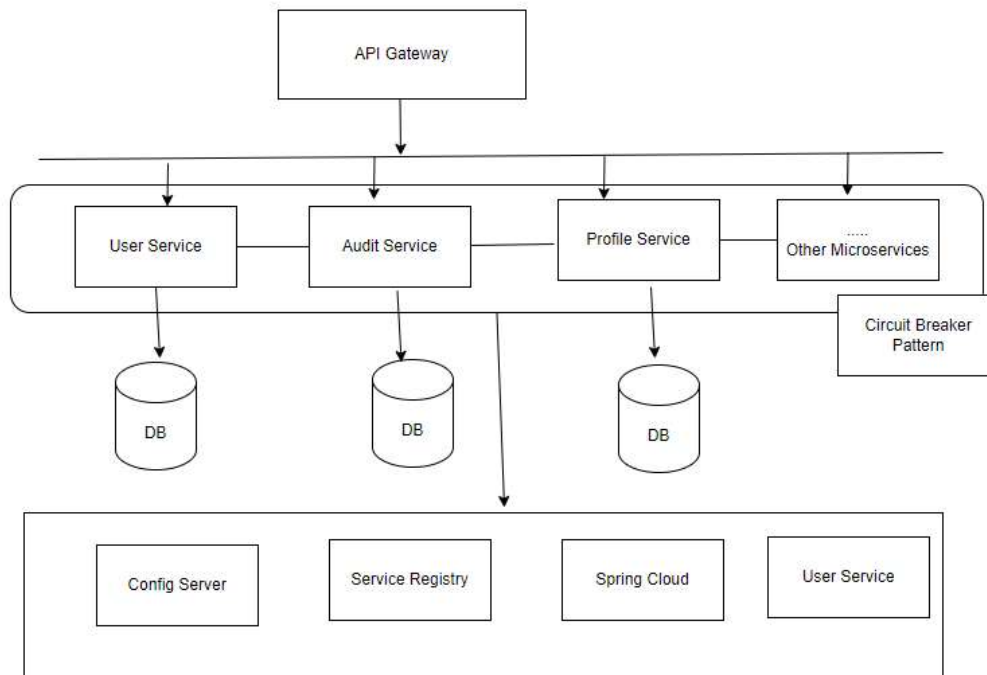 API Gateway
User Service
Audit Service
Profile Service
.....
Other Microservices
Circuit Breaker
Pattern
DB
DB
DB
Config Server
Service Registry
Spring Cloud
User Service